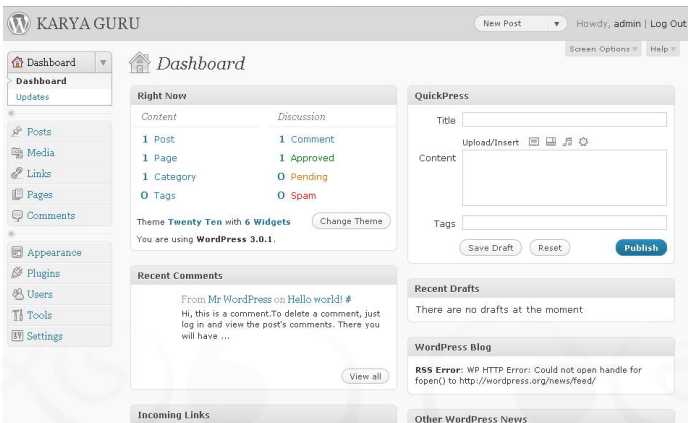 KARYA GURU
New Post
Howdy, admin | Log Out
Screen Options
Help
Dashboard
Dashboard
Updates
Posts
Media
Links
Pages
Comments
Appearance
Plugins
Users
Tools
Settings
Dashboard
Right Now
Content
Discussion
1 Post
1 Comment
1 Page
1 Approved
1 Category
0 Pending
0 Tags
0 Spam
Theme Twenty Ten with 6 Widgets
Change Theme
You are using WordPress 3.0.1.
Recent Comments
From Mr WordPress on Hello world! #
Hi, this is a comment.To delete a comment, just
log in and view the post's comments. There you
will have ...
View all
Incoming Links
QuickPress
Title
Upload/Insert
Content
Tags
Save Draft
Reset
Publish
Recent Drafts
There are no drafts at the moment
WordPress Blog
RSS Error: WP HTTP Error: Could not open handle for
fopen() to http://wordpress.org/news/feed/
Other WordPress News